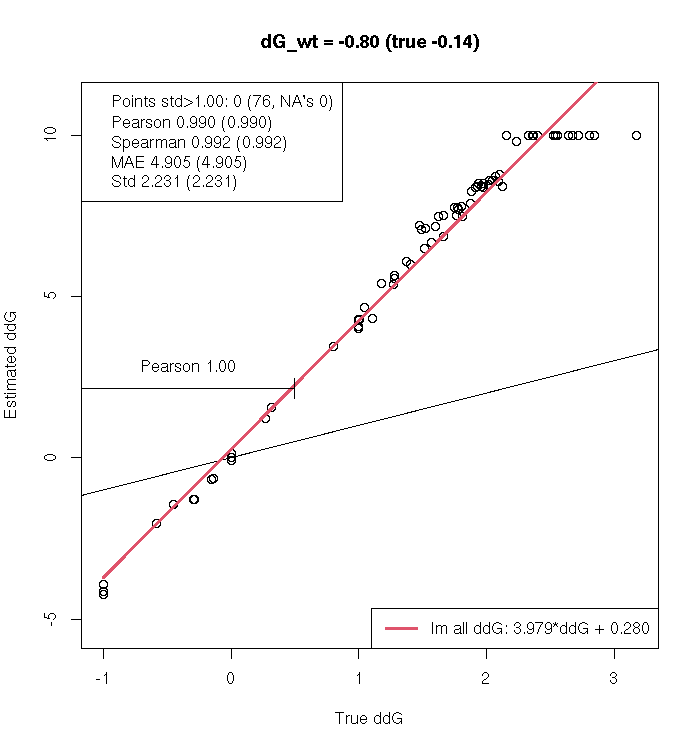 dG_wt = -0.80 (true -0.14)
Points std>1.00: 0 (76, NA's 0)
Pearson 0.990 (0.990)
Spearman 0.992 (0.992)
MAE 4.905 (4.905)
Std 2.231 (2.231)
10
5
0
-5
Estimated ddG
Pearson 1.00
lm all ddG: 3.979*ddG + 0.280
-1 0 1 2 3
True ddG